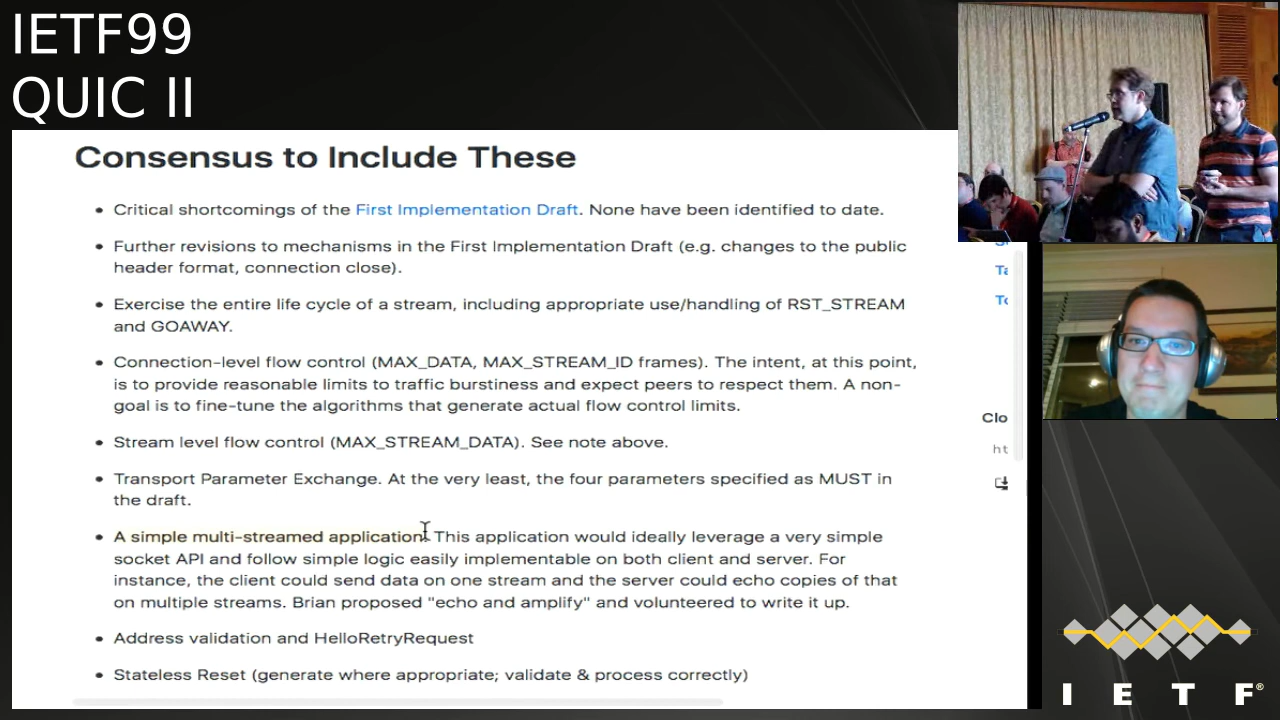 IETF99
QUIC II
Consensus to Include These
• Critical shortcomings of the First Implementation Draft. None have been identified to date.
• Further revisions to mechanisms in the First Implementation Draft (e.g. changes to the public
header format, connection close).
• Exercise the entire life cycle of a stream, including appropriate use/handling of RST_STREAM
and GOAWAY.
• Connection-level flow control (MAX_DATA, MAX_STREAM_ID frames). The intent, at this point,
is to provide reasonable limits to traffic burstiness and expect peers to respect them. A non-
goal is to fine-tune the algorithms that generate actual flow control limits.
• Stream level flow control (MAX_STREAM_DATA). See note above.
• Transport Parameter Exchange. At the very least, the four parameters specified as MUST in
the draft.
• A simple multi-streamed application. This application would ideally leverage a very simple
socket API and follow simple logic easily implementable on both client and server. For
instance, the client could send data on one stream and the server could echo copies of that
on multiple streams. Brian proposed "echo and amplify" and volunteered to write it up.
• Address validation and HelloRetryRequest
• Stateless Reset (generate where appropriate; validate & process correctly)
Ta
To
Clo
ht
I E T F®